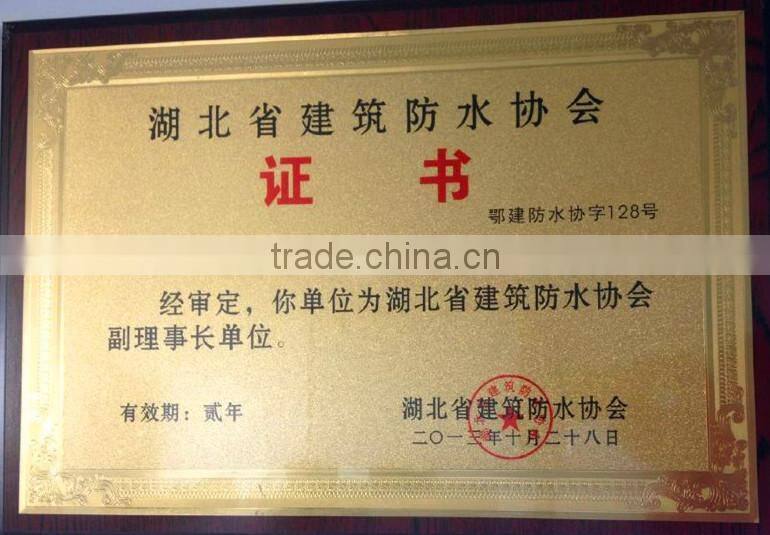 湖北省建筑防水协会
证 书
鄂建防水协字128号
trade.china.cn
经审定，你单位为湖北省建筑防水协会
副理事长单位。
有效期：贰年
湖北省建筑防水协会
二〇一三年十月二十八日